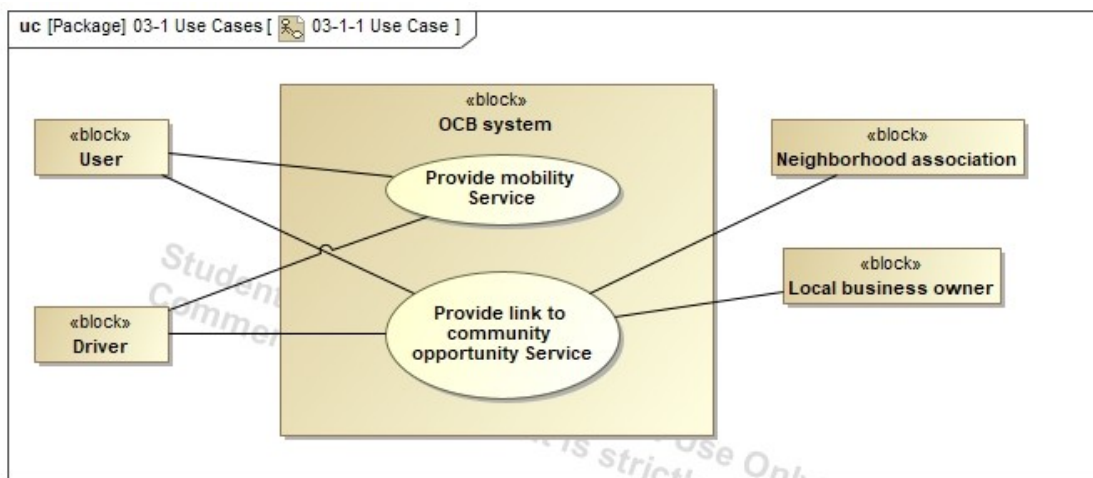 uc [Package] 03-1 Use Cases [ 03-1-1 Use Case ]
«block»
OCB system
«block»
User
Provide mobility
Service
«block»
Neighborhood association
«block»
Local business owner
«block»
Driver
Provide link to
community
opportunity Service
Student
Use Only
is